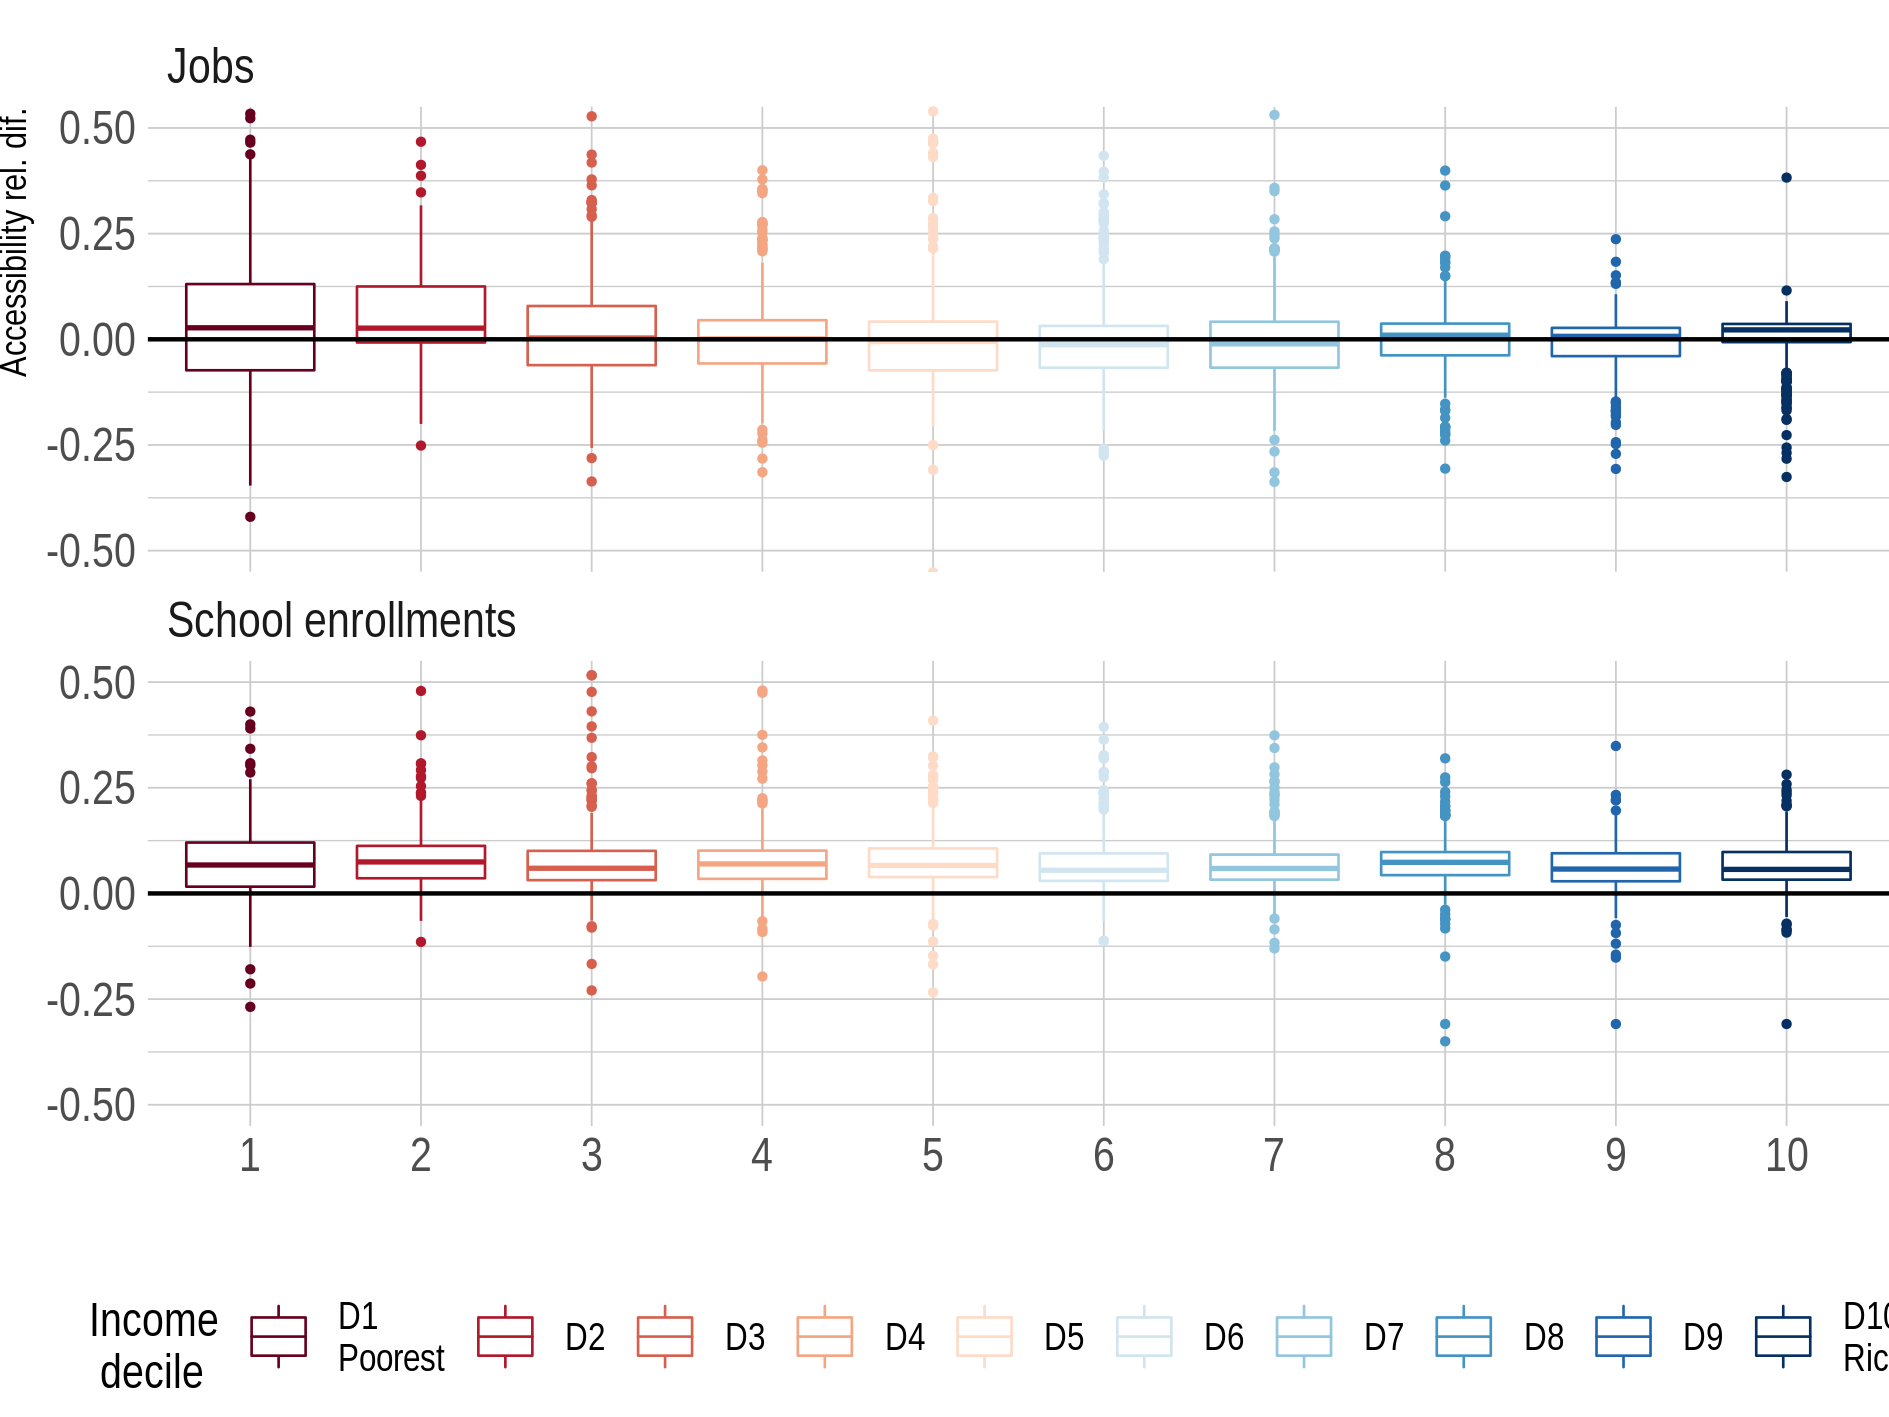 Jobs
Accessibility rel. dif.
0.50
0.25
0.00
-0.25
-0.50
School enrollments
0.50
0.25
0.00
-0.25
-0.50
1 2 3 4 5 6 7 8 9 10
Income
decile
D1
Poorest
D2
D3
D4
D5
D6
D7
D8
D9
D10
Ric